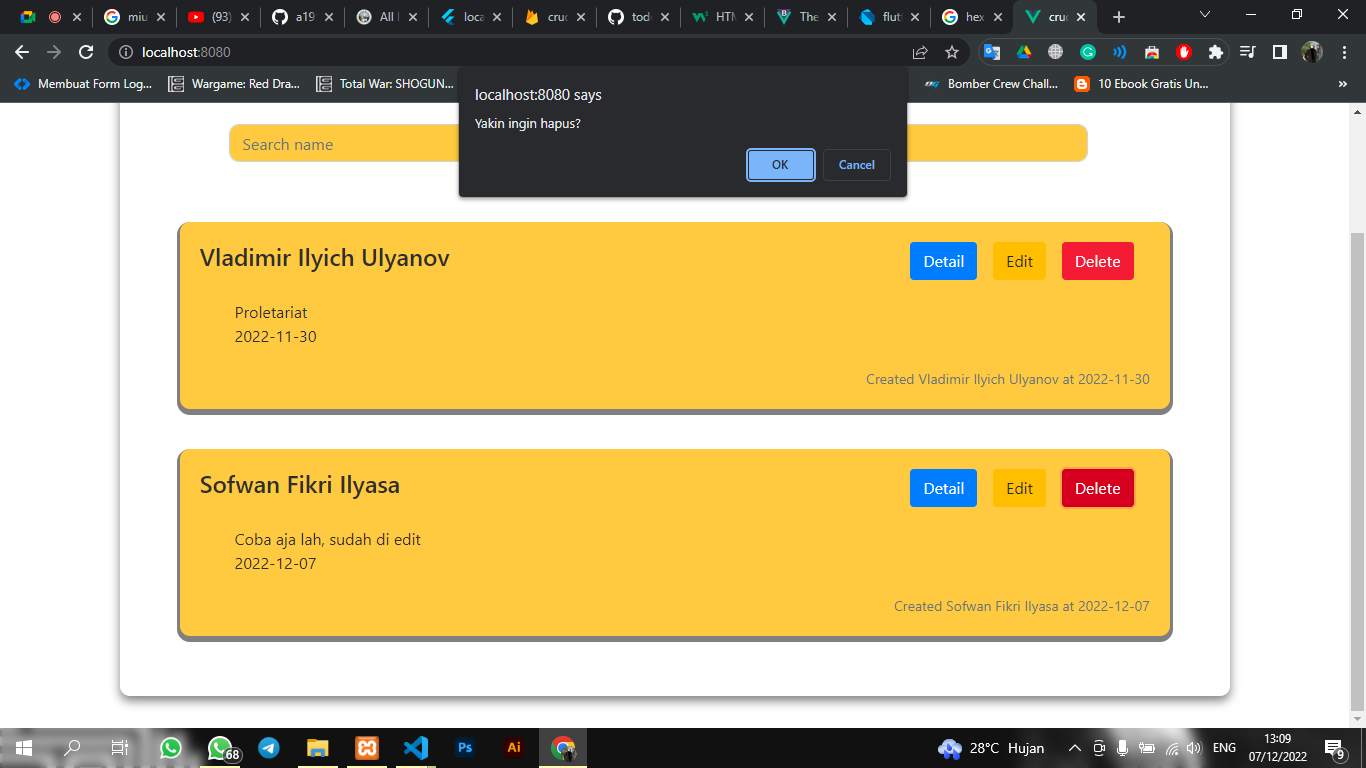 miu
(93)
a19
All
loca
cruc
tod
HTM
The
flut
hex
cruc
localhost:8080
Membuat Form Log...
Wargame: Red Dra...
Total War: SHOGUN...
Bomber Crew Chall...
10 Ebook Gratis Un...
»
localhost:8080 says
Yakin ingin hapus?
OK
Cancel
Search name
Vladimir Ilyich Ulyanov
Detail
Edit
Delete
Proletariat
2022-11-30
Created Vladimir Ilyich Ulyanov at 2022-11-30
Sofwan Fikri Ilyasa
Detail
Edit
Delete
Coba aja lah, sudah di edit
2022-12-07
Created Sofwan Fikri Ilyasa at 2022-12-07
68
Ps
Ai
28°C Hujan
ENG
13:09
07/12/2022
9